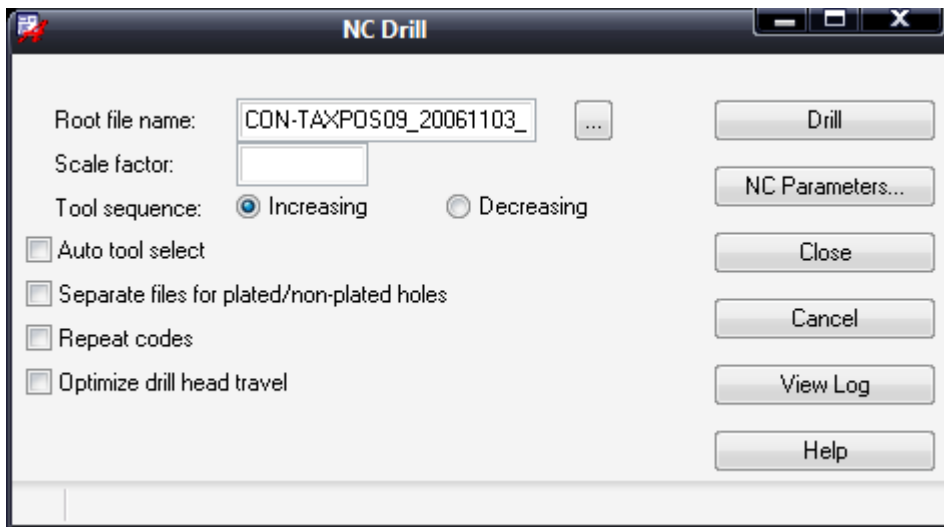 NC Drill
Root file name: CON-TAXPOS09_20061103_ ... Drill
Scale factor:
NC Parameters...
Tool sequence: Increasing Decreasing
Auto tool select Close
Separate files for plated/non-plated holes
Cancel
Repeat codes
Optimize drill head travel View Log
Help